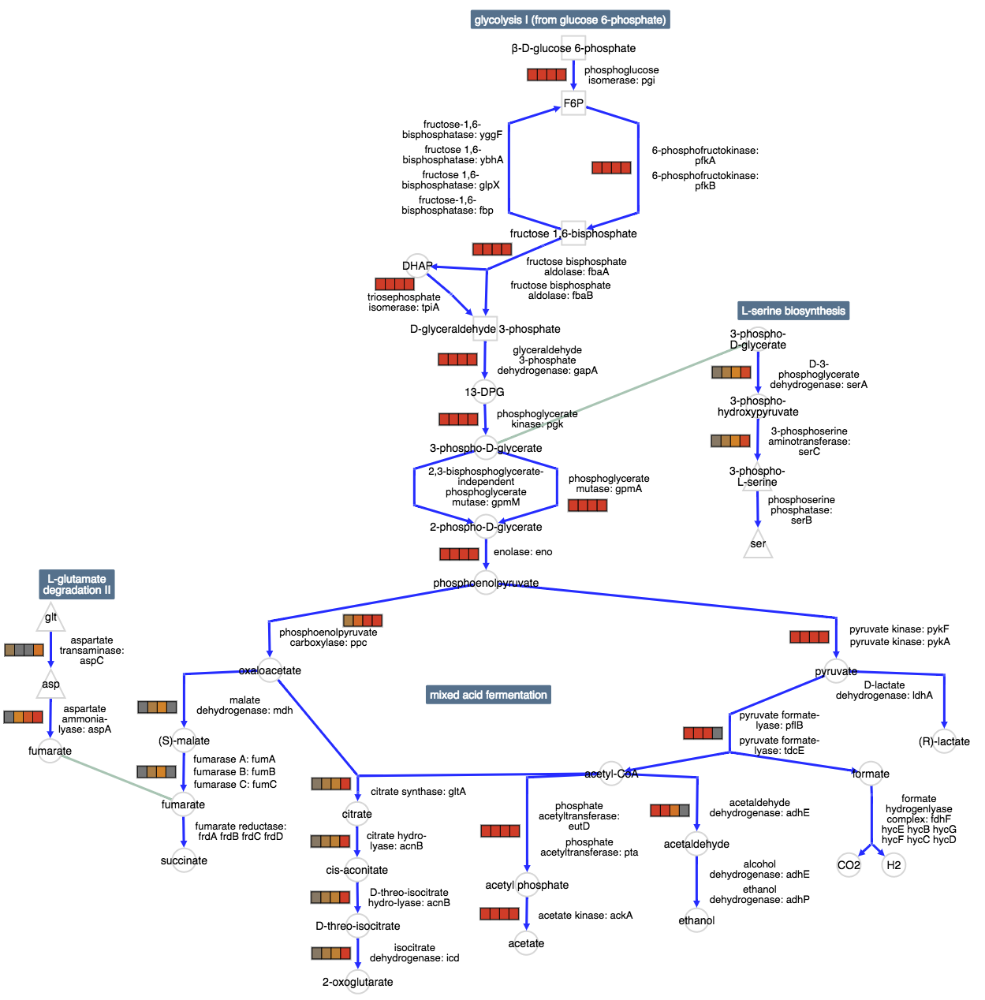 glycolysis I (from glucose 6-phosphate)
β-D-glucose 6-phosphate
phosphoglucose
isomerase: pgi
F6P
fructose-1,6-
bisphosphatase: yggF
fructose 1,6-
bisphosphatase: ybhA
fructose 1,6-
bisphosphatase: glpX
fructose-1,6-
bisphosphatase: fbp
6-phosphofructokinase:
pfkA
6-phosphofructokinase:
pfkB
fructose 1,6-bisphosphate
fructose bisphosphate
aldolase: fbaA
fructose bisphosphate
aldolase: fbaB
DHAP
triosephosphate
isomerase: tpiA
D-glyceraldehyde 3-phosphate
glyceraldehyde
3-phosphate
dehydrogenase: gapA
13-DPG
phosphoglycerate
kinase: pgk
3-phospho-D-glycerate
2,3-bisphosphoglycerate-
independent
phosphoglycerate
mutase: gpmM
phosphoglycerate
mutase: gpmA
2-phospho-D-glycerate
enolase: eno
phosphoenolpyruvate
L-serine biosynthesis
3-phospho-
D-glycerate
D-3-
phosphoglycerate
dehydrogenase: serA
3-phospho-
hydroxypyruvate
3-phosphoserine
aminotransferase:
serC
3-phospho-
L-serine
phosphoserine
phosphatase:
serB
ser
L-glutamate
degradation II
glt
aspartate
transaminase:
aspC
asp
aspartate
ammonia-
lyase: aspA
fumarate
phosphoenolpyruvate
carboxylase: ppc
oxaloacetate
malate
dehydrogenase: mdh
(S)-malate
fumarase A: fumA
fumarase B: fumB
fumarase C: fumC
fumarate
fumarate reductase:
frdA frdB frdC frdD
succinate
mixed acid fermentation
pyruvate kinase: pykF
pyruvate kinase: pykA
pyruvate
D-lactate
dehydrogenase: ldhA
(R)-lactate
pyruvate formate-
lyase: pflB
pyruvate formate-
lyase: tdcE
acetyl-CoA
formate
citrate synthase: gltA
citrate
citrate hydro-
lyase: acnB
cis-aconitate
D-threo-isocitrate
hydro-lyase: acnB
D-threo-isocitrate
isocitrate
dehydrogenase: icd
2-oxoglutarate
phosphate
acetyltransferase:
eutD
phosphate
acetyltransferase: pta
acetyl phosphate
acetate kinase: ackA
acetate
acetaldehyde
dehydrogenase: adhE
acetaldehyde
alcohol
dehydrogenase: adhE
ethanol
dehydrogenase: adhP
ethanol
formate
hydrogenlyase
complex: fdhF
hycE hycB hycG
hycF hycC hycD
CO2
H2